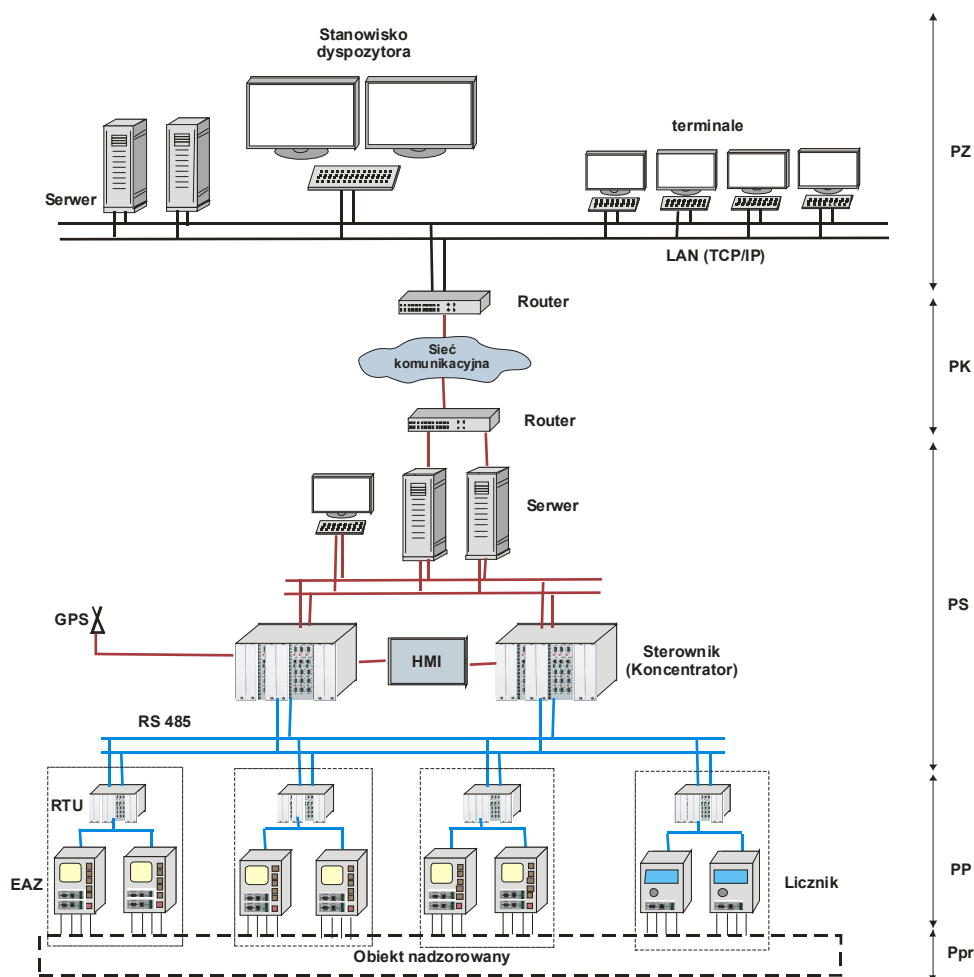 Stanowisko
dyspozytora
terminale
PZ
Serwer
LAN (TCP/IP)
Router
Sieć
komunikacyjna
PK
Router
Serwer
PS
GPS
HMI
Sterownik
(Koncentrator)
RS 485
RTU
EAZ
Licznik
PP
Obiekt nadzorowany
Ppr